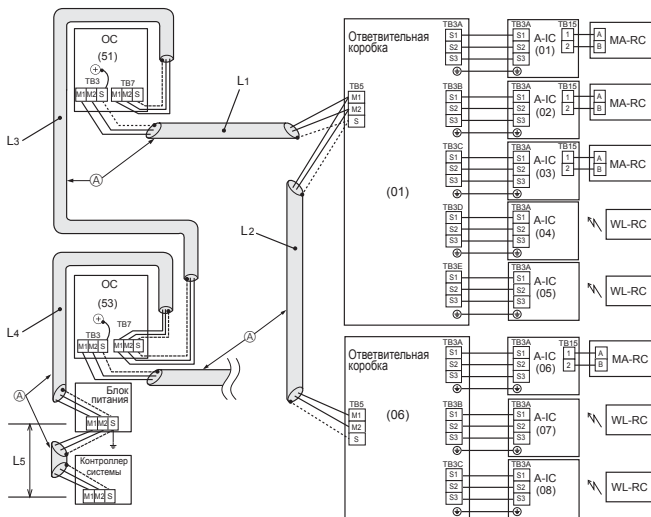 OC
(51)
TB3
TB7
M1 M2 S
M1 M2 S
L1
L3
A
L2
L4
OC
(53)
TB3
TB7
M1 M2 S
M1 M2 S
A
A
Блок
питания
M1 M2 S
L5
Контроллер
системы
M1 M2 S
Ответвительная
коробка
TB5
M1
M2
S
(01)
TB3A
S1
S2
S3
TB3A
S1
S2
S3
A-IC
(01)
TB15
1
2
A
B
MA-RC
TB3B
S1
S2
S3
TB3A
S1
S2
S3
A-IC
(02)
TB15
1
2
A
B
MA-RC
TB3C
S1
S2
S3
TB3A
S1
S2
S3
A-IC
(03)
TB15
1
2
A
B
MA-RC
TB3D
S1
S2
S3
TB3A
S1
S2
S3
A-IC
(04)
WL-RC
TB3E
S1
S2
S3
TB3A
S1
S2
S3
A-IC
(05)
WL-RC
Ответвительная
коробка
TB5
M1
M2
S
(06)
TB3A
S1
S2
S3
TB3A
S1
S2
S3
A-IC
(06)
TB15
1
2
A
B
MA-RC
TB3B
S1
S2
S3
TB3A
S1
S2
S3
A-IC
(07)
WL-RC
TB3C
S1
S2
S3
TB3A
S1
S2
S3
A-IC
(08)
WL-RC